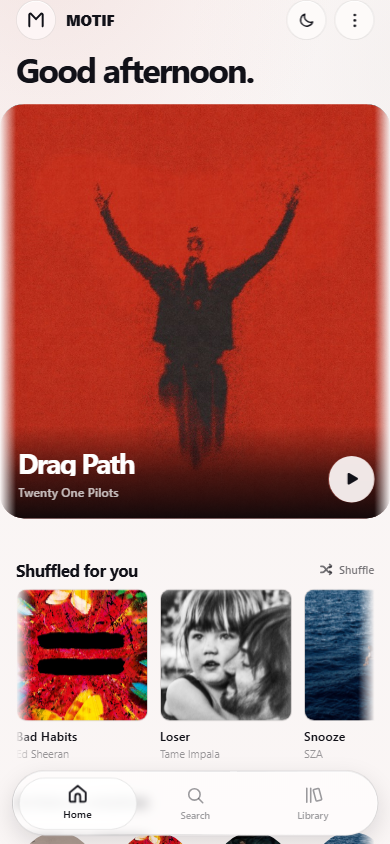 MOTIF
Good afternoon.
Drag Path
Twenty One Pilots
Shuffled for you
Shuffle
Bad Habits
Loser
Snooze
Ed Sheeran
Tame Impala
SZA
Home
Search
Library